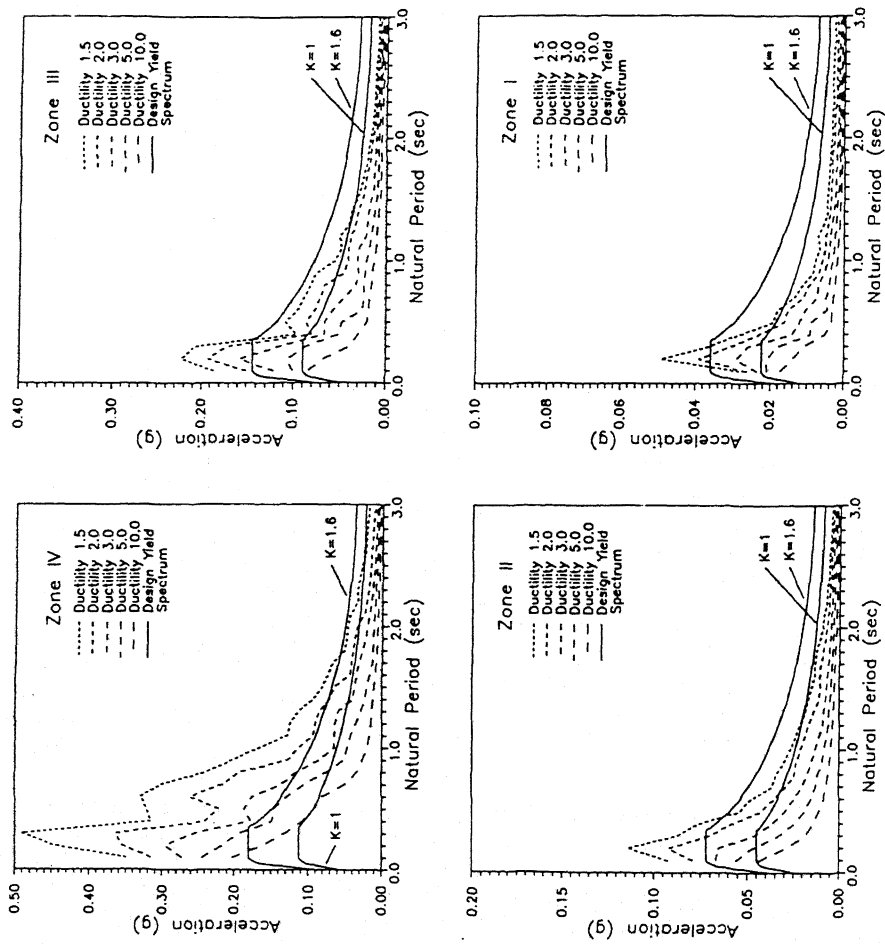 Zone IV
Ductility 1.5
Ductility 2.0
Ductility 3.0
Ductility 5.0
Ductility 10.0
Design Yield
Spectrum
K=1.6
K=1
0.50
0.40
0.30
0.20
0.10
0.00
Acceleration (g)
0.0
1.0
2.0
3.0
Natural Period (sec)
Zone III
Ductility 1.5
Ductility 2.0
Ductility 3.0
Ductility 5.0
Ductility 10.0
Design Yield
Spectrum
K=1
K=1.6
0.40
0.30
0.20
0.10
0.00
Acceleration (g)
0.0
1.0
2.0
3.0
Natural Period (sec)
Zone II
Ductility 1.5
Ductility 2.0
Ductility 3.0
Ductility 5.0
Ductility 10.0
Design Yield
Spectrum
K=1
K=1.6
0.20
0.15
0.10
0.05
0.00
Acceleration (g)
0.0
1.0
2.0
3.0
Natural Period (sec)
Zone I
Ductility 1.5
Ductility 2.0
Ductility 3.0
Ductility 5.0
Ductility 10.0
Design Yield
Spectrum
K=1
K=1.6
0.10
0.08
0.06
0.04
0.02
0.00
Acceleration (g)
0.0
1.0
2.0
3.0
Natural Period (sec)